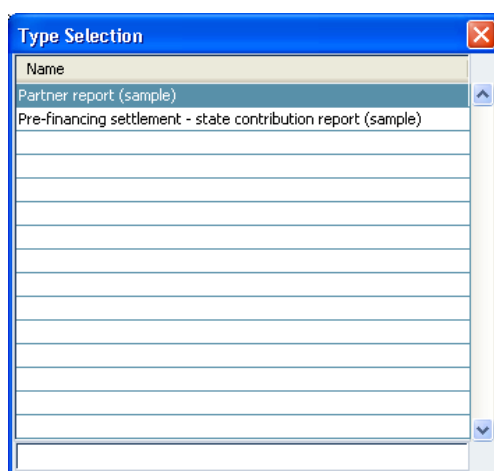 Type Selection
Name
Partner report (sample)
Pre-financing settlement - state contribution report (sample)